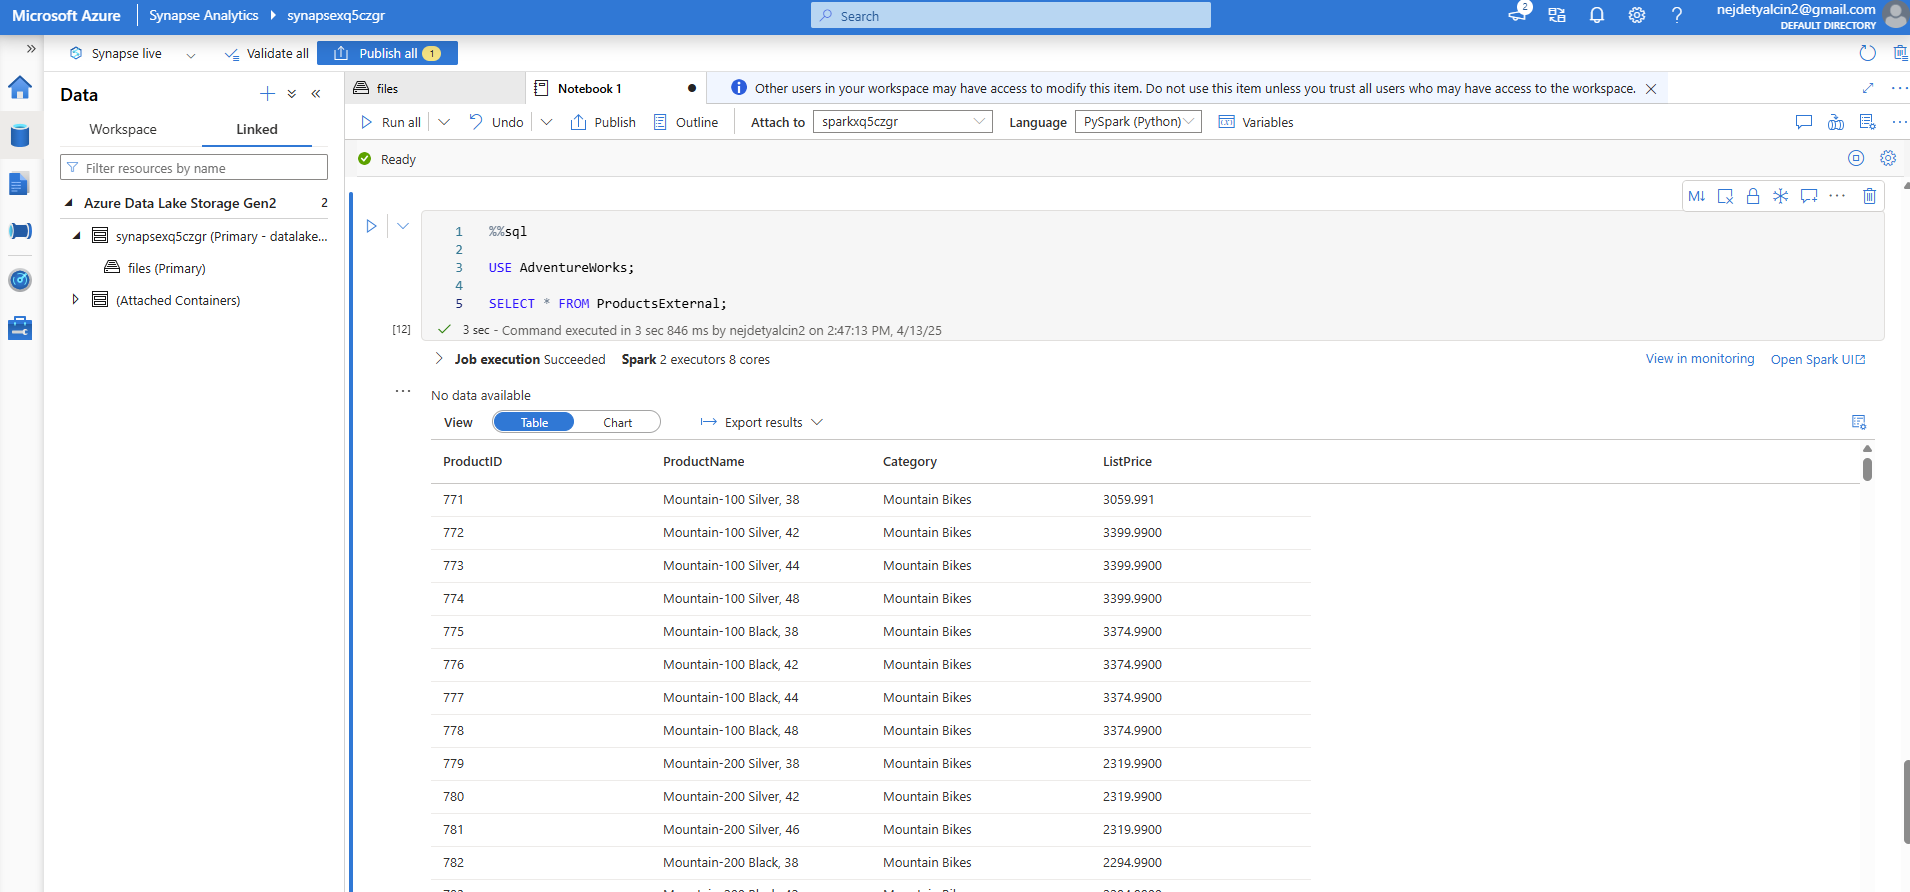 Microsoft Azure
Synapse Analytics
synapsexq5czgr
Search
2
nejdetyalcin2@gmail.com
DEFAULT DIRECTORY
Synapse live
Validate all
Publish all 1
Data
Workspace
Linked
Filter resources by name
Azure Data Lake Storage Gen2 2
synapsexq5czgr (Primary - datalake...
files (Primary)
(Attached Containers)
files
Notebook 1
Other users in your workspace may have access to modify this item. Do not use this item unless you trust all users who may have access to the workspace.
Run all
Undo
Publish
Outline
Attach to
sparkxq5czgr
Language
PySpark (Python)
Variables
Ready
M↓
1 %%sql
2
3 USE AdventureWorks;
4
5 SELECT * FROM ProductsExternal;
[12]
3 sec - Command executed in 3 sec 846 ms by nejdetyalcin2 on 2:47:13 PM, 4/13/25
Job execution Succeeded Spark 2 executors 8 cores
View in monitoring
Open Spark UI
No data available
View
Table
Chart
Export results
ProductID ProductName Category ListPrice
771 Mountain-100 Silver, 38 Mountain Bikes 3059.991
772 Mountain-100 Silver, 42 Mountain Bikes 3399.9900
773 Mountain-100 Silver, 44 Mountain Bikes 3399.9900
774 Mountain-100 Silver, 48 Mountain Bikes 3399.9900
775 Mountain-100 Black, 38 Mountain Bikes 3374.9900
776 Mountain-100 Black, 42 Mountain Bikes 3374.9900
777 Mountain-100 Black, 44 Mountain Bikes 3374.9900
778 Mountain-100 Black, 48 Mountain Bikes 3374.9900
779 Mountain-200 Silver, 38 Mountain Bikes 2319.9900
780 Mountain-200 Silver, 42 Mountain Bikes 2319.9900
781 Mountain-200 Silver, 46 Mountain Bikes 2319.9900
782 Mountain-200 Black, 38 Mountain Bikes 2294.9900